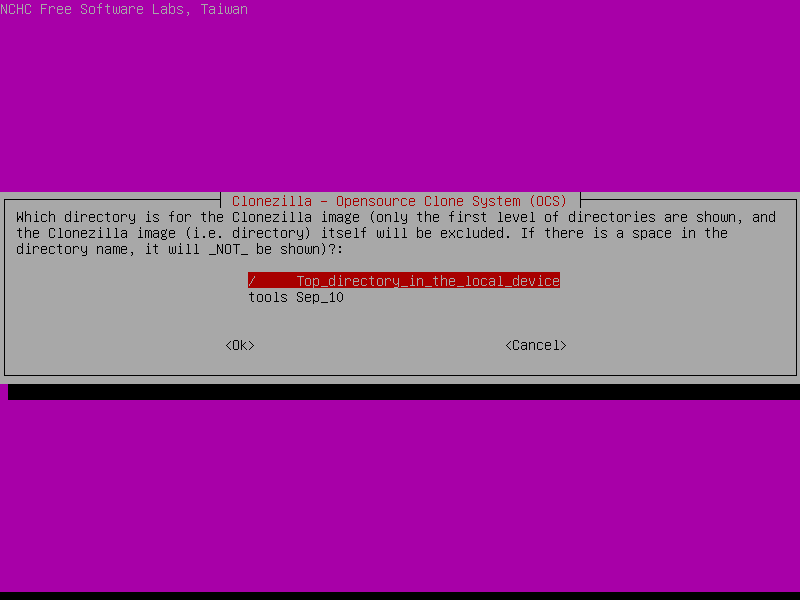 NCHC Free Software Labs, Taiwan
Clonezilla - Opensource Clone System (OCS)
Which directory is for the Clonezilla image (only the first level of directories are shown, and
the Clonezilla image (i.e. directory) itself will be excluded. If there is a space in the
directory name, it will _NOT_ be shown)?:
/ Top_directory_in_the_local_device
tools Sep_10
<Ok> <Cancel>